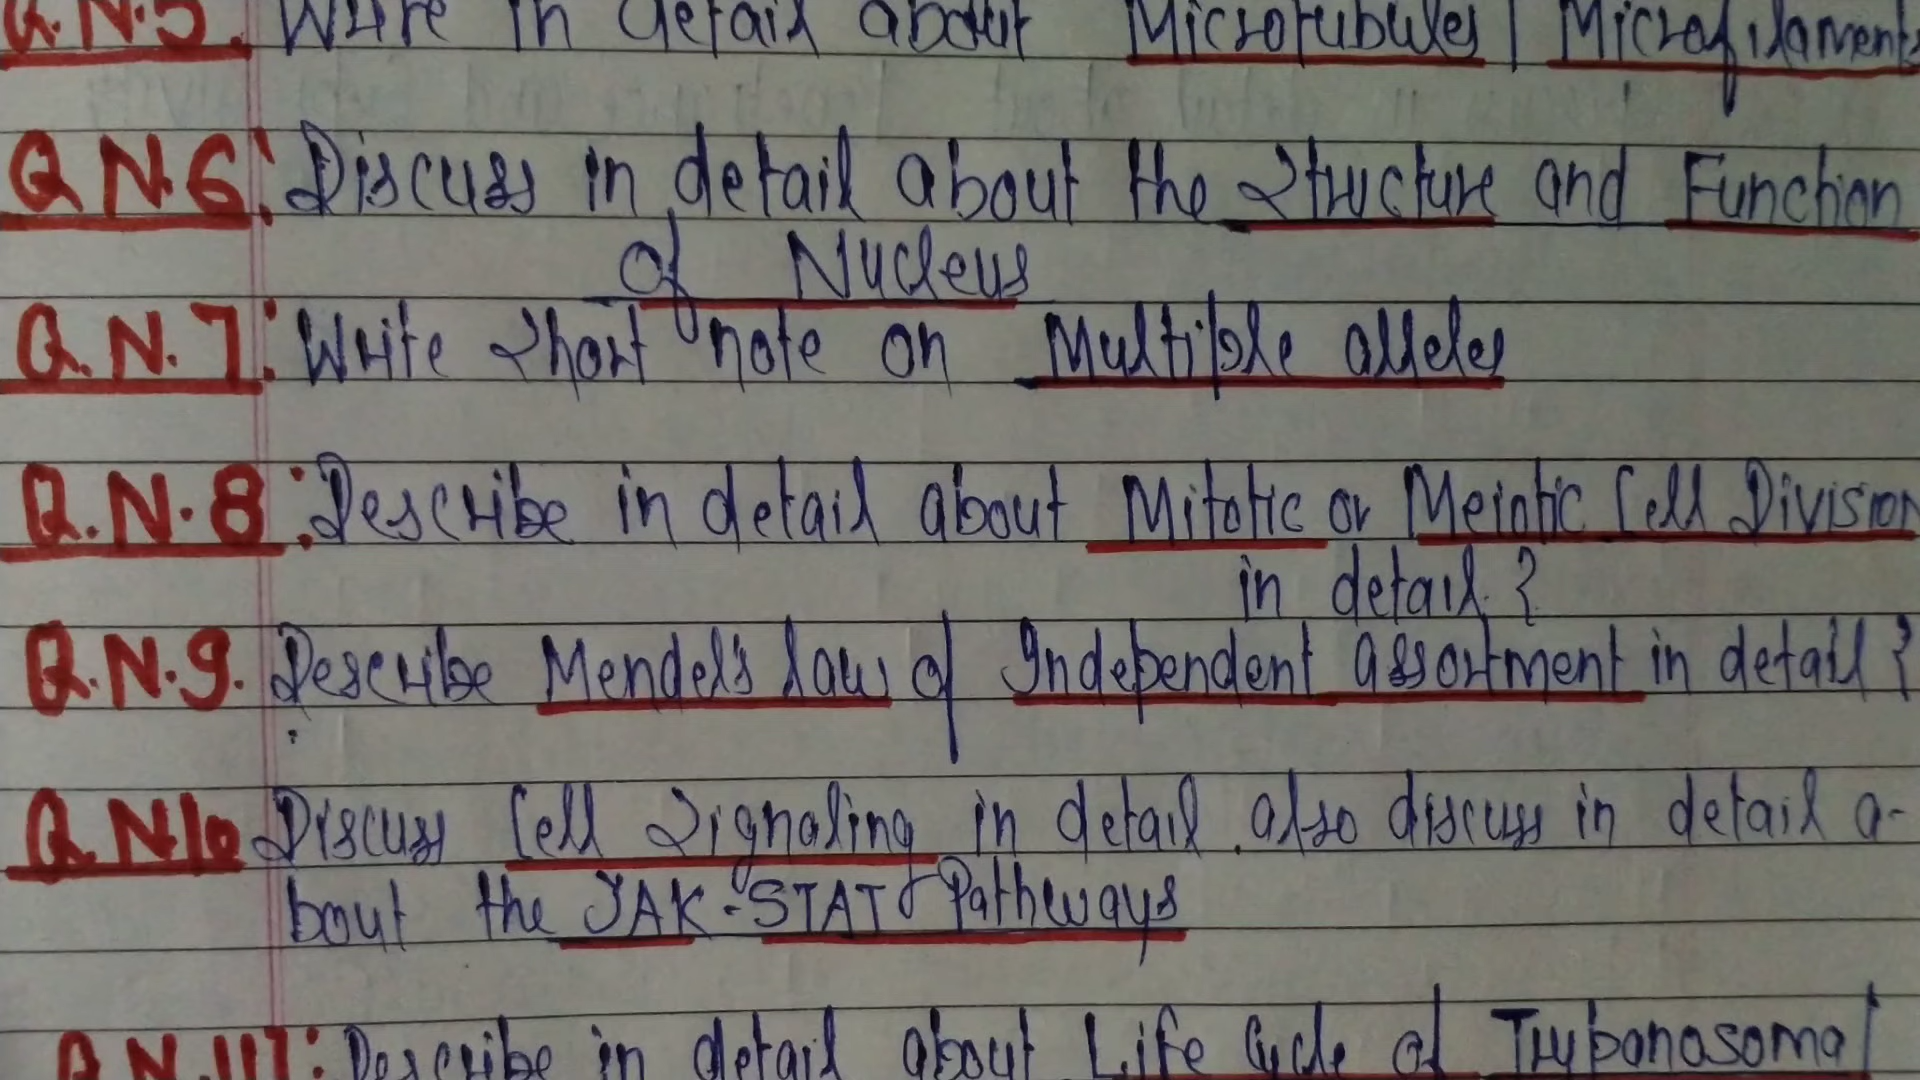 Q.N.5. Write in detail about Microtubules / Microfilaments
Q.N.6: Discuss in detail about the Structure and Function
of Nucleus
Q.N.7: Write Short note on Multiple alleles
Q.N.8: Describe in detail about Mitotic or Meiotic Cell Division
in detail?
Q.N.9. Describe Mendel's law of Independent assortment in detail?
Q.N.10 Discuss Cell Signaling in detail. also discuss in detail a-
bout the JAK-STAT Pathways
Q.N.11: Describe in detail about Life Cycle of Trypanosoma/